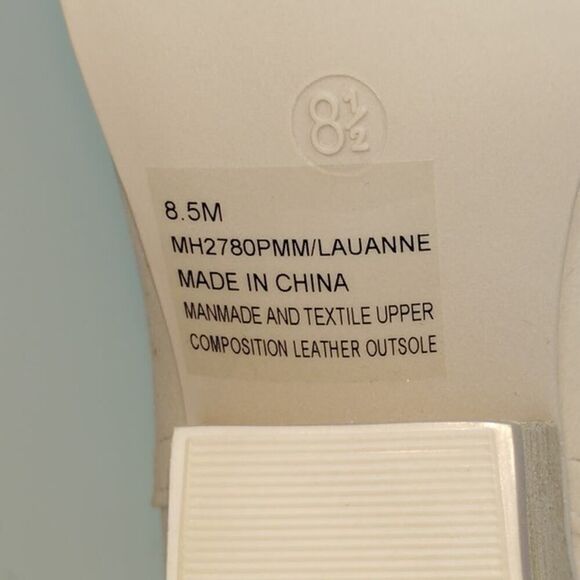 8½
8.5M
MH2780PMM/LAUANNE
MADE IN CHINA
MANMADE AND TEXTILE UPPER
COMPOSITION LEATHER OUTSOLE